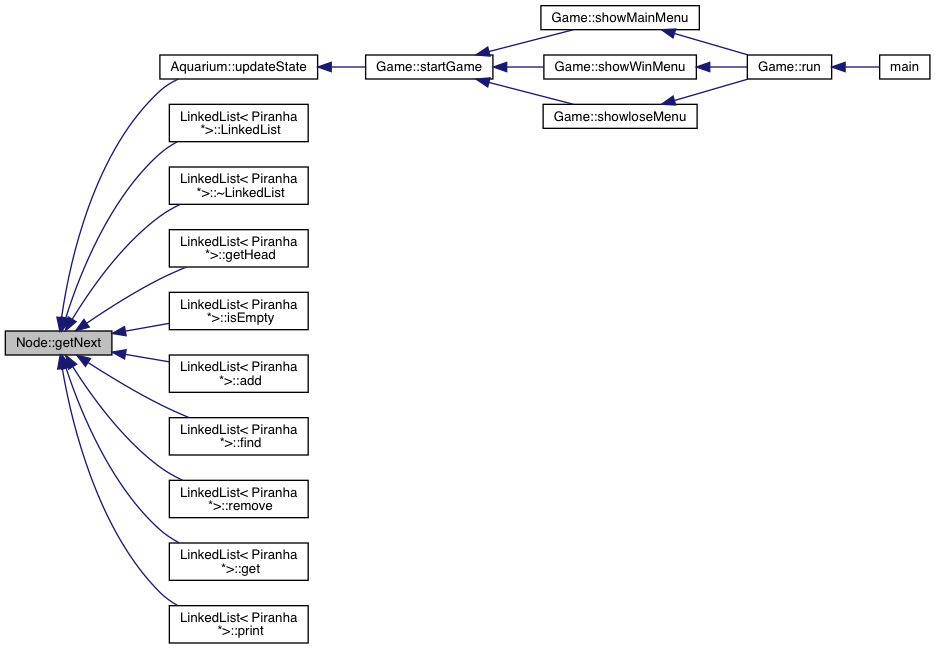 Game::showMainMenu
Aquarium::updateState
Game::startGame
Game::showWinMenu
Game::run
main
Game::showloseMenu
LinkedList< Piranha
*>::LinkedList
LinkedList< Piranha
*>::~LinkedList
LinkedList< Piranha
*>::getHead
LinkedList< Piranha
*>::isEmpty
Node::getNext
LinkedList< Piranha
*>::add
LinkedList< Piranha
*>::find
LinkedList< Piranha
*>::remove
LinkedList< Piranha
*>::get
LinkedList< Piranha
*>::print